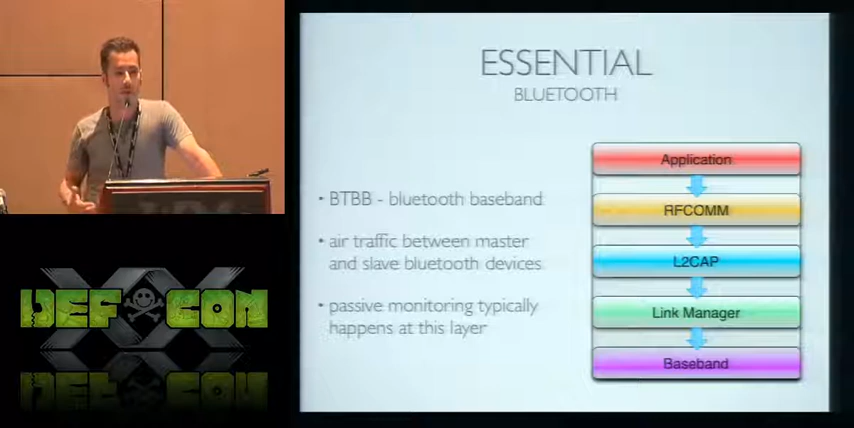 ESSENTIAL
BLUETOOTH
• BTBB - bluetooth baseband
• air traffic between master
and slave bluetooth devices
• passive monitoring typically
happens at this layer
Application
RFCOMM
L2CAP
Link Manager
Baseband
DEF CON
XX